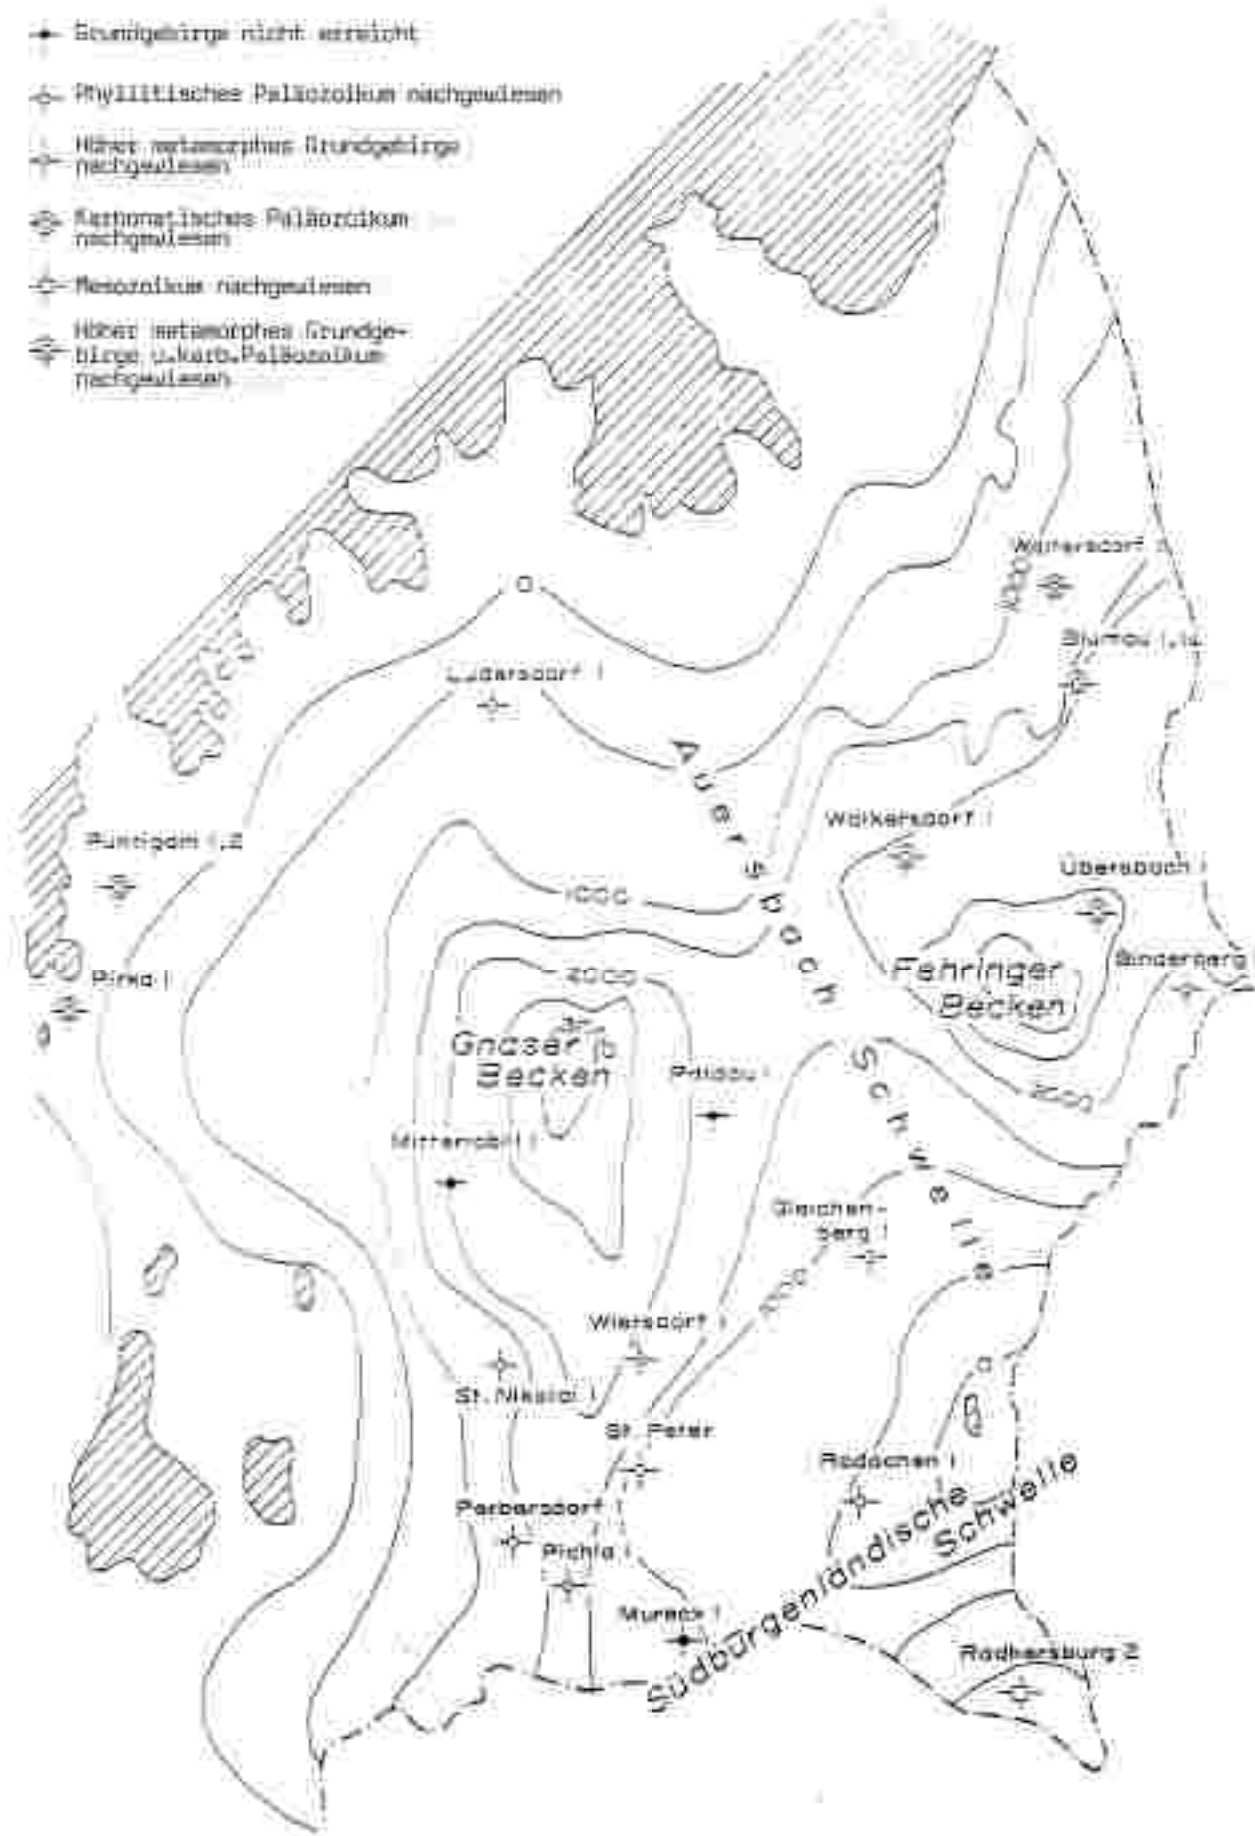 Grundgebirge nicht erreicht
Phyllitisches Paläozoikum nachgewiesen
Höher metamorphes Grundgebirge
nachgewiesen
Karbonatisches Paläozoikum
nachgewiesen
Mesozoikum nachgewiesen
Höher metamorphes Grundge-
birge u.karb.Paläozoikum
nachgewiesen
Waltersdorf 1
1000
0
Blumau
Ludersdorf 1
Auersbach Schwelle
Walkersdorf 1
Puntigam 1,2
Übersbach 1
1000
Pirka 1
2000
Fehringer
Becken
Binderberg 1
Gnaser
Becken
Paldau 1
2000
Mitterlabill 1
Gleichen-
berg 1
1000
Wiersdorf 1
0
St. Nikolai 1
St. Peter
Radochen 1
Perbersdorf 1
Pichla 1
Südburgenländische
Schwelle
Mureck 1
Radkersburg 2